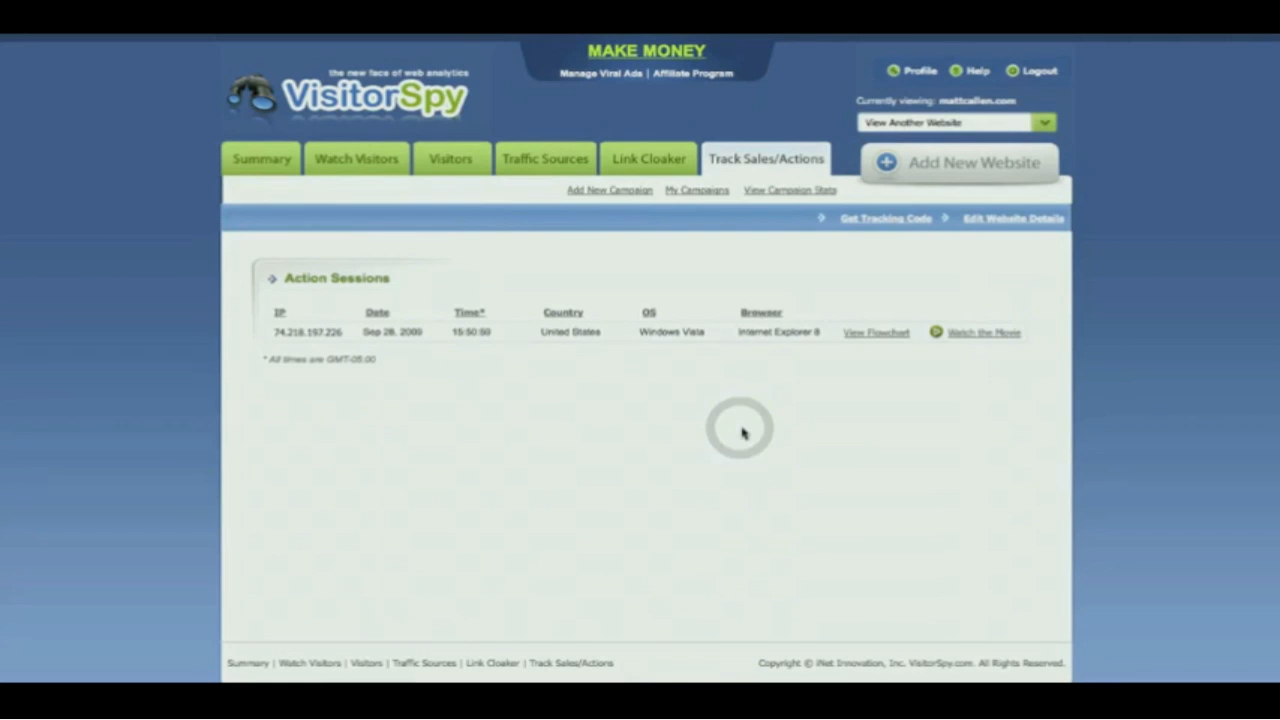 MAKE MONEY
Manage Viral Ads | Affiliate Program
the new face of web analytics
VisitorSpy
Profile Help Logout
Currently viewing: mattcallen.com
View Another Website
Summary Watch Visitors Visitors Traffic Sources Link Cloaker Track Sales/Actions
Add New Website
Add New Campaign My Campaigns View Campaign Stats
Get Tracking Code Edit Website Details
Action Sessions
IP Date Time* Country OS Browser
74.218.197.226 Sep 28, 2009 15:50:59 United States Windows Vista Internet Explorer 8 View Flowchart Watch the Movie
* All times are GMT-05:00
Summary | Watch Visitors | Visitors | Traffic Sources | Link Cloaker | Track Sales/Actions
Copyright © iNet Innovation, Inc. VisitorSpy.com. All Rights Reserved.